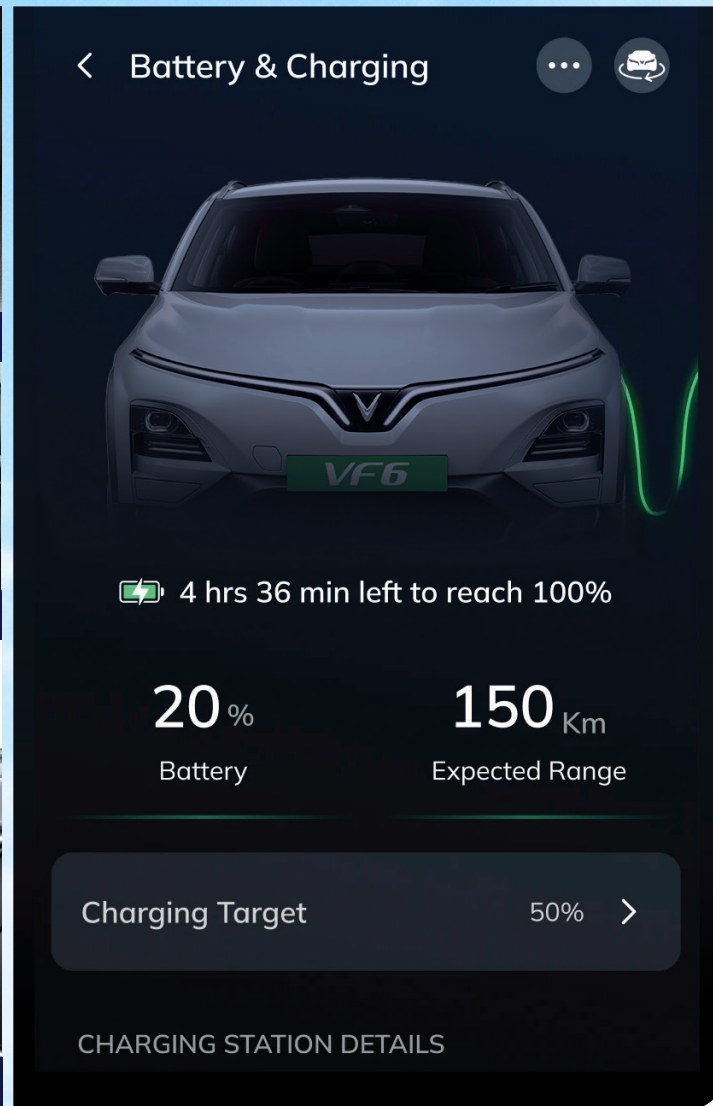 Battery & Charging
VF6
4 hrs 36 min left to reach 100%
20 %
150 Km
Battery
Expected Range
Charging Target
50%
CHARGING STATION DETAILS